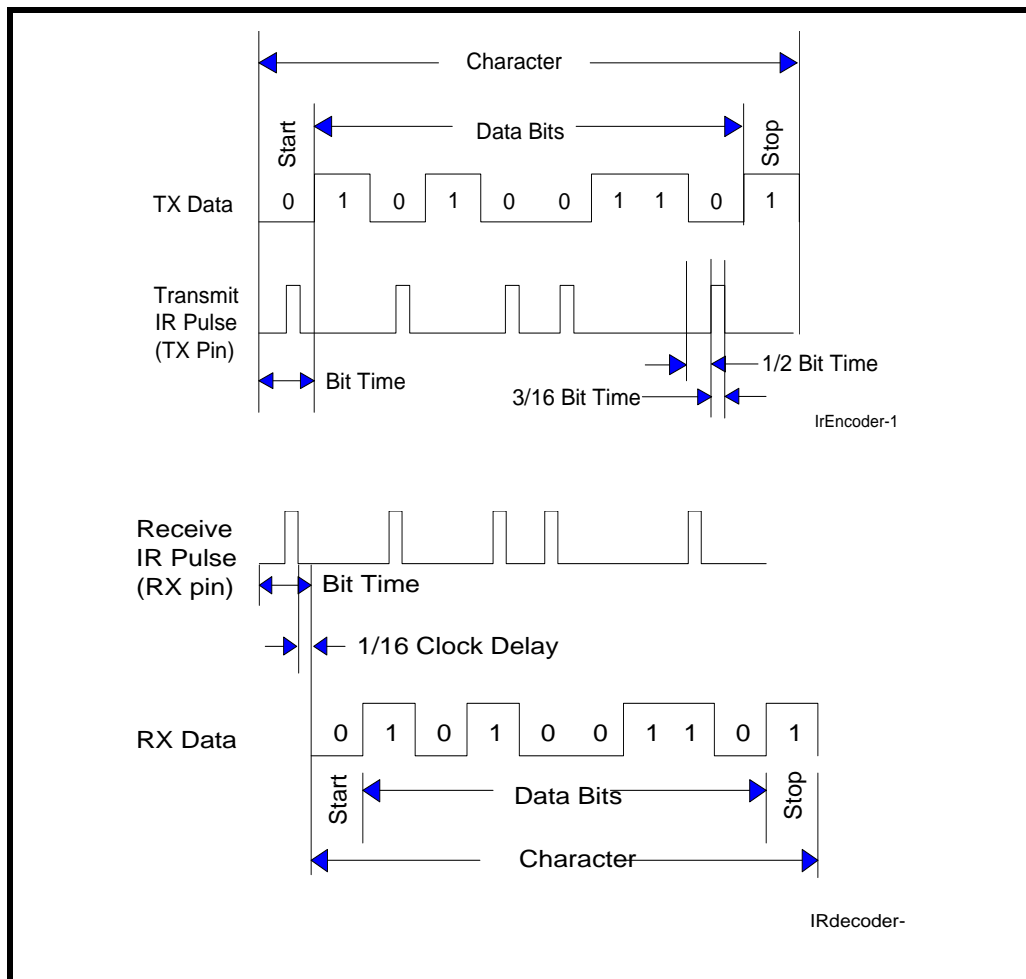 Character
Start
Data Bits
Stop
TX Data
0 1 0 1 0 0 1 1 0 1
Transmit
IR Pulse
(TX Pin)
Bit Time
1/2 Bit Time
3/16 Bit Time
IrEncoder-1
Receive
IR Pulse
(RX pin)
Bit Time
1/16 Clock Delay
RX Data
0 1 0 1 0 0 1 1 0 1
Start
Data Bits
Stop
Character
IRdecoder-